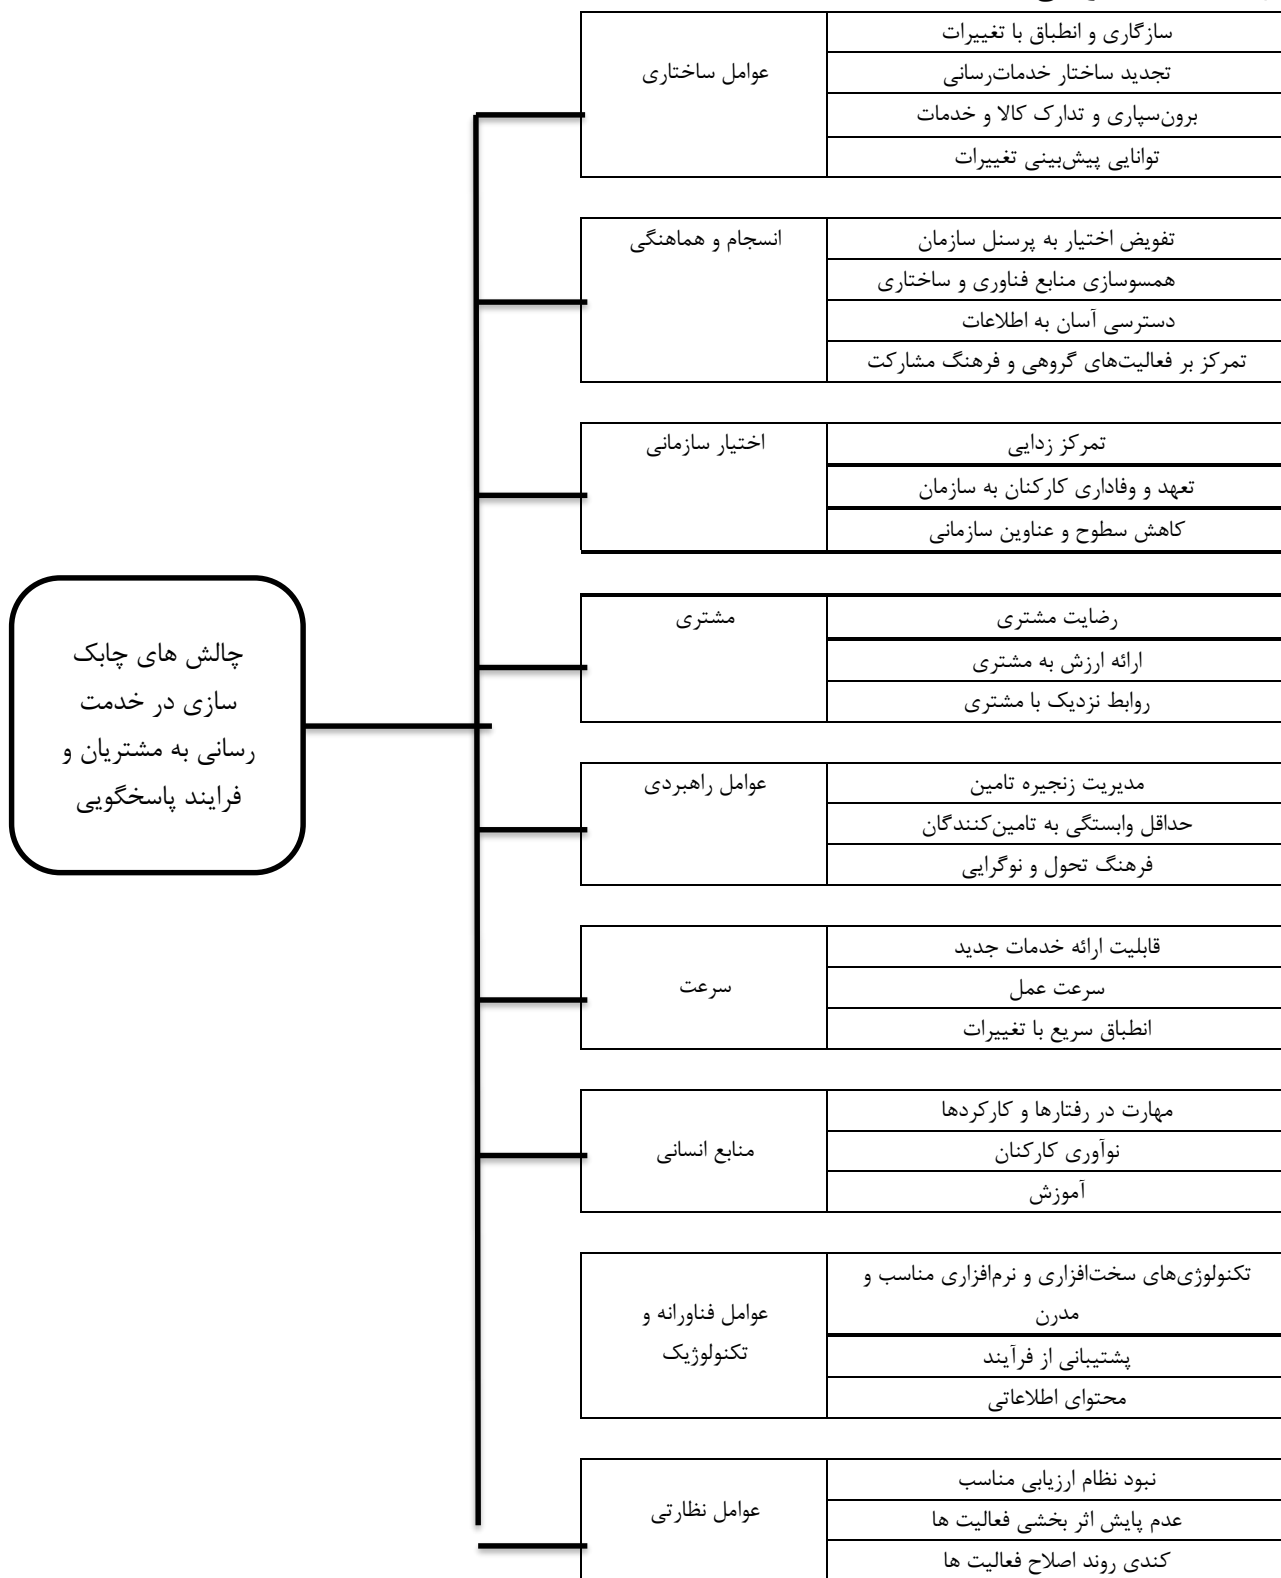 سازگاری و انطباق با تغییرات
عوامل ساختاری
تجدید ساختار خدمات‌رسانی
برون‌سپاری و تدارک کالا و خدمات
توانایی پیش‌بینی تغییرات
انسجام و هماهنگی
تفویض اختیار به پرسنل سازمان
همسوسازی منابع فناوری و ساختاری
دسترسی آسان به اطلاعات
تمرکز بر فعالیت‌های گروهی و فرهنگ مشارکت
اختیار سازمانی
تمرکز زدایی
تعهد و وفاداری کارکنان به سازمان
کاهش سطوح و عناوین سازمانی
مشتری
رضایت مشتری
ارائه ارزش به مشتری
روابط نزدیک با مشتری
چالش های چابک
سازی در خدمت
رسانی به مشتریان و
فرایند پاسخگویی
عوامل راهبردی
مدیریت زنجیره تامین
حداقل وابستگی به تامین‌کنندگان
فرهنگ تحول و نوگرایی
سرعت
قابلیت ارائه خدمات جدید
سرعت عمل
انطباق سریع با تغییرات
منابع انسانی
مهارت در رفتارها و کارکردها
نوآوری کارکنان
آموزش
عوامل فناورانه و
تکنولوژیک
تکنولوژی‌های سخت‌افزاری و نرم‌افزاری مناسب و
مدرن
پشتیبانی از فرآیند
محتوای اطلاعاتی
عوامل نظارتی
نبود نظام ارزیابی مناسب
عدم پایش اثر بخشی فعالیت ها
کندی روند اصلاح فعالیت ها